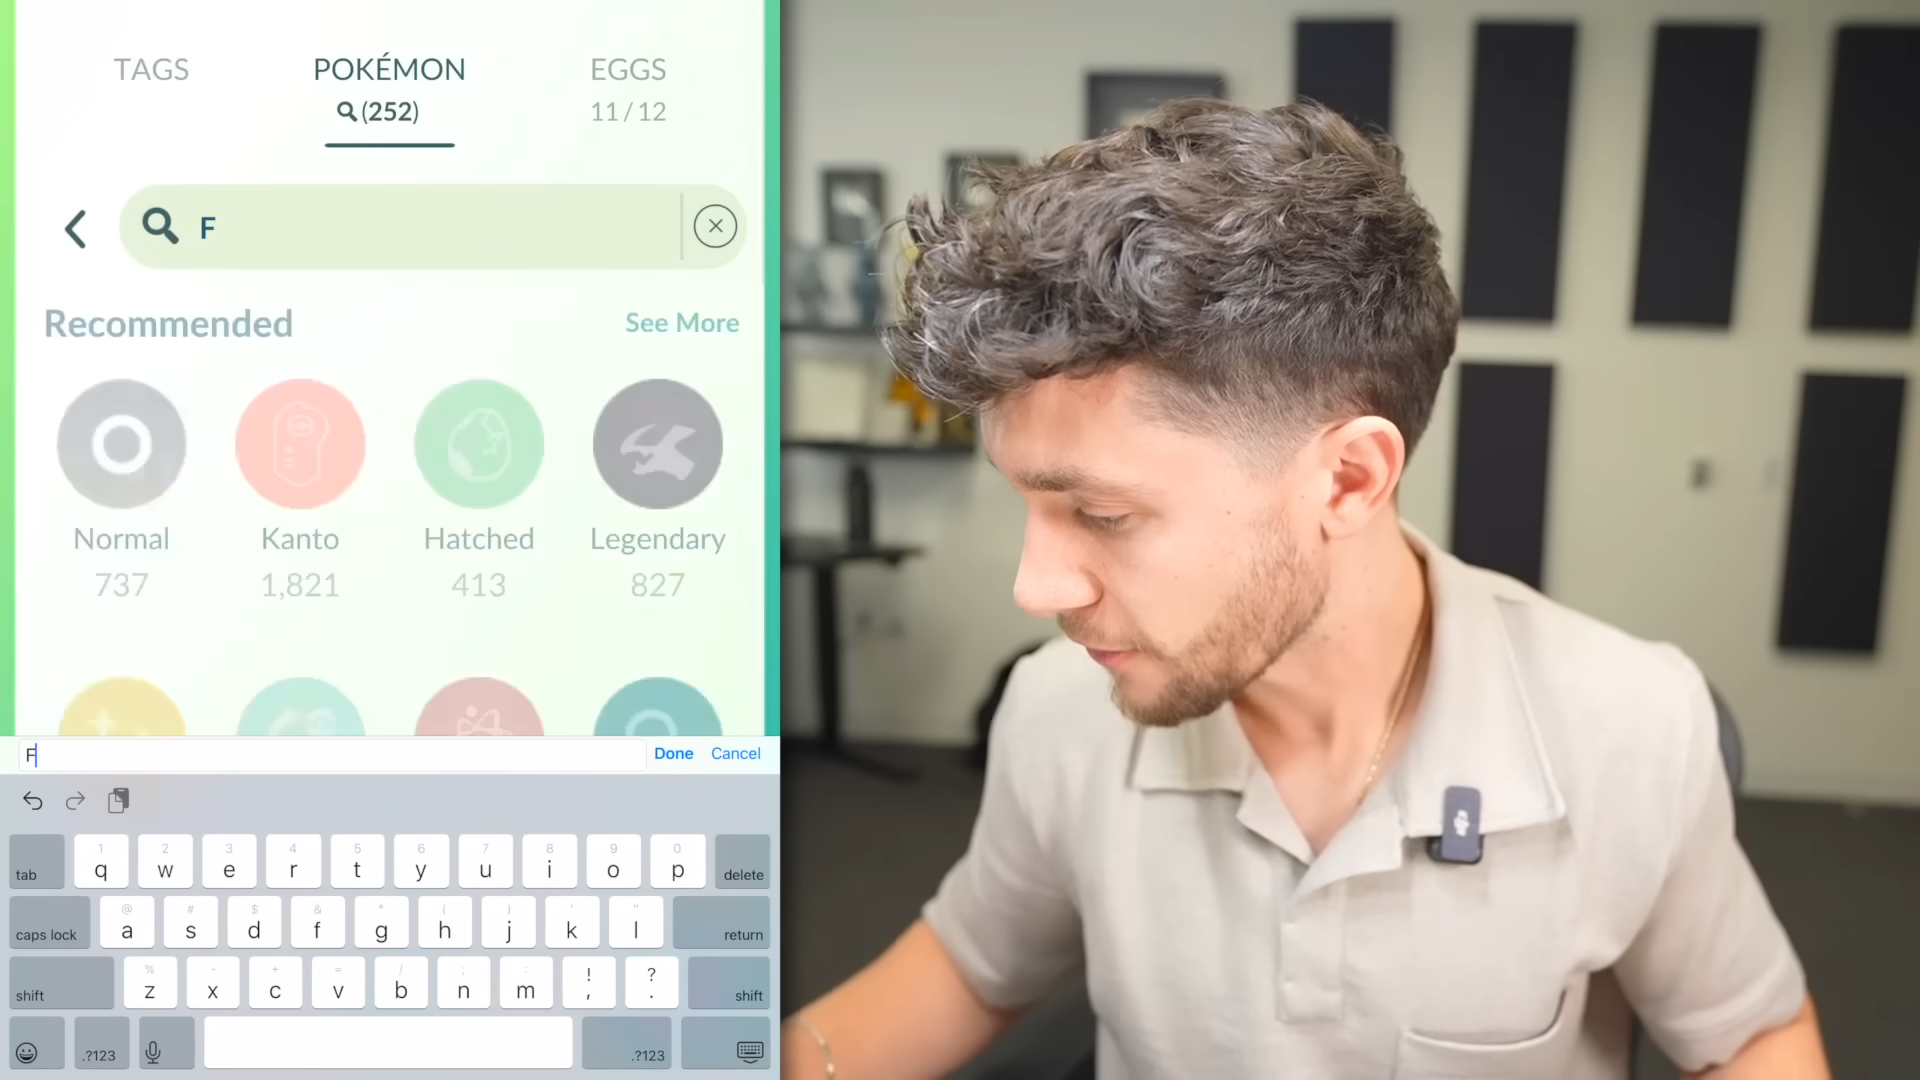 TAGS
POKÉMON
(252)
EGGS
11 / 12
F
Recommended
See More
Normal
737
Kanto
1,821
Hatched
413
Legendary
827
F
Done
Cancel
tab
1 2 3 4 5 6 7 8 9 0
q w e r t y u i o p
delete
caps lock
@ # $ & * ( ) ' "
a s d f g h j k l
return
shift
% - + = / ; :
z x c v b n m ! , ? .
shift
.?123
.?123